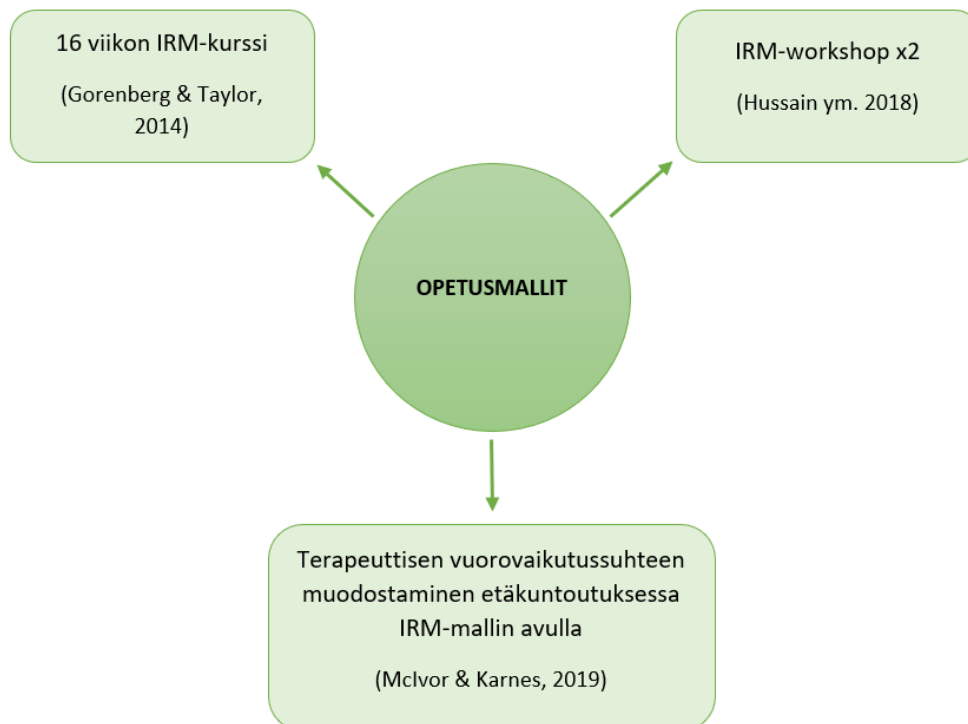 16 viikon IRM-kurssi
(Gorenberg & Taylor,
2014)
IRM-workshop x2
(Hussain ym. 2018)
OPETUSMALLIT
Terapeuttisen vuorovaikutussuhteen
muodostaminen etäkuntoutuksessa
IRM-mallin avulla
(McIvor & Karnes, 2019)